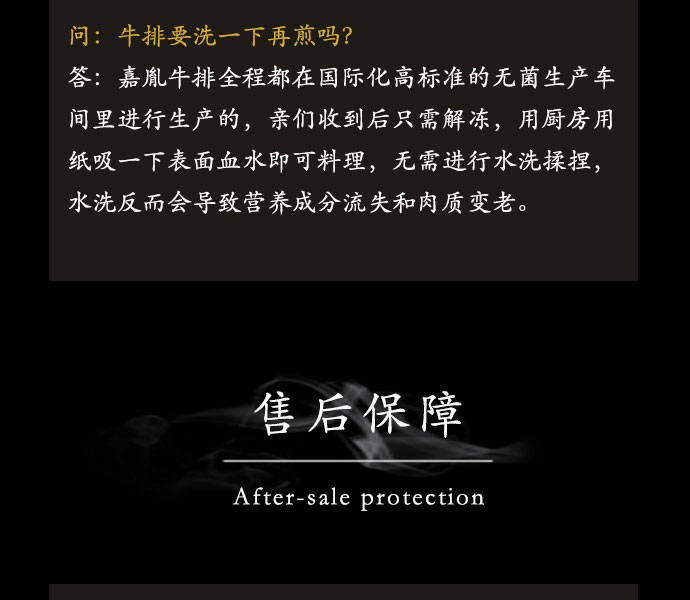 问：牛排要洗一下再煎吗？
答：嘉胤牛排全程都在国际化高标准的无菌生产车
间里进行生产的，亲们收到后只需解冻，用厨房用
纸吸一下表面血水即可料理，无需进行水洗揉捏，
水洗反而会导致营养成分流失和肉质变老。
售后保障
After-sale protection